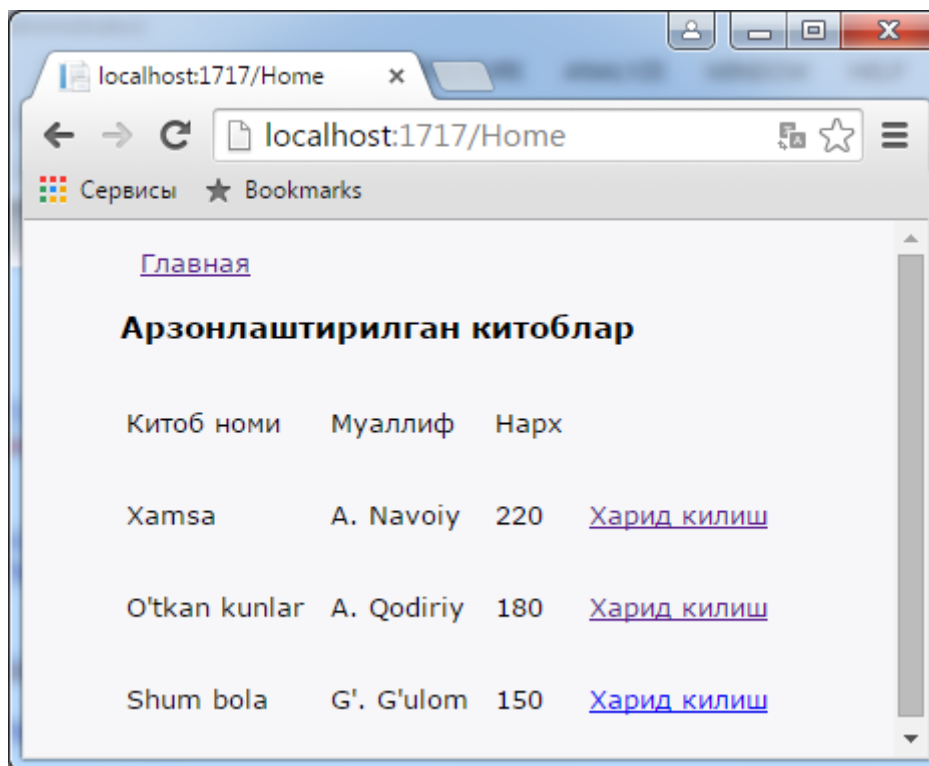 localhost:1717/Home
localhost:1717/Home
Сервисы Bookmarks
Главная
Арзонлаштирилган китоблар
Китоб номи Муаллиф Нарх
Xamsa A. Navoiy 220 Харид килиш
O'tkan kunlar A. Qodiriy 180 Харид килиш
Shum bola G'. G'ulom 150 Харид килиш